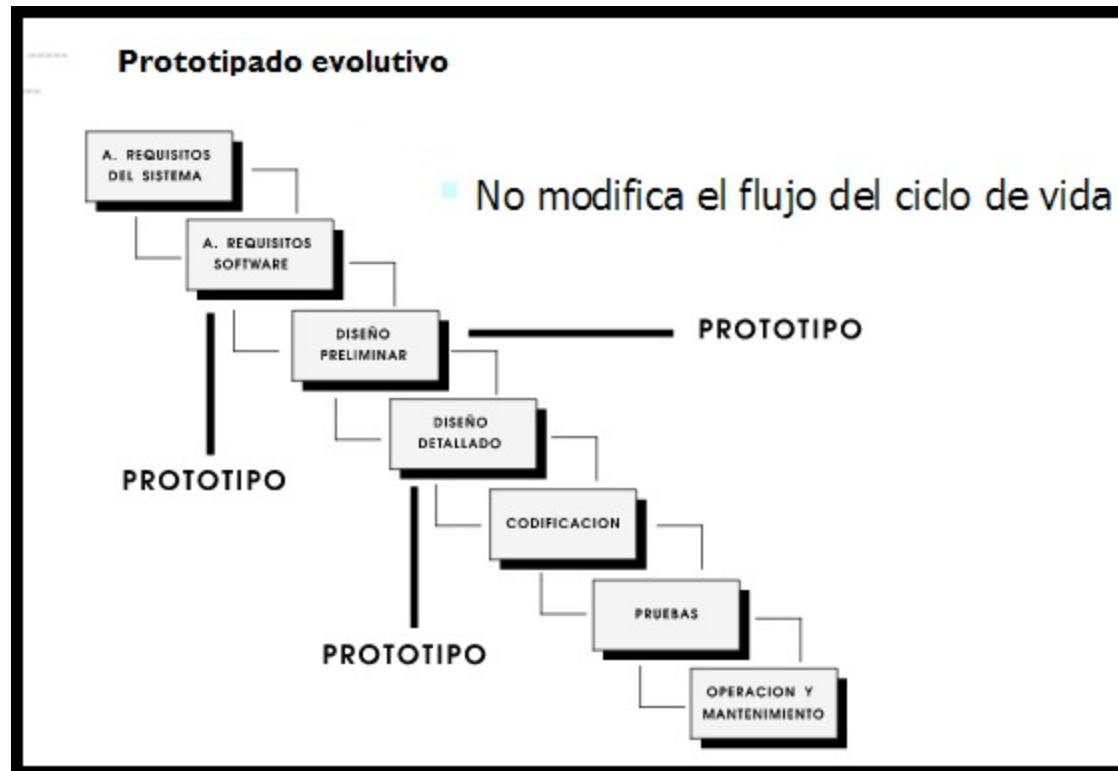 Prototipado evolutivo
A. REQUISITOS
DEL SISTEMA
No modifica el flujo del ciclo de vida
A. REQUISITOS
SOFTWARE
DISEÑO
PRELIMINAR
PROTOTIPO
DISEÑO
DETALLADO
PROTOTIPO
CODIFICACION
PRUEBAS
PROTOTIPO
OPERACION Y
MANTENIMIENTO